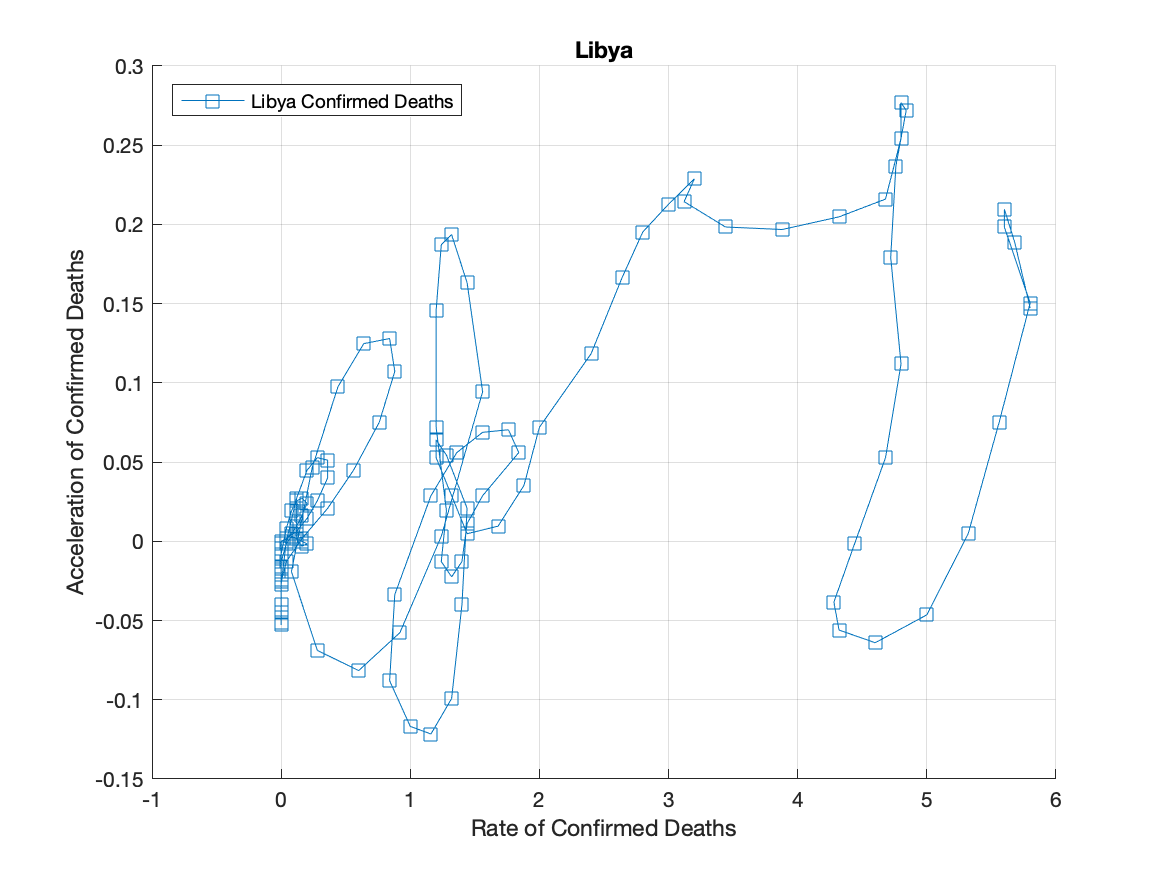 Libya
Libya Confirmed Deaths
0.3
0.25
0.2
0.15
0.1
0.05
0
-0.05
-0.1
-0.15
Acceleration of Confirmed Deaths
-1 0 1 2 3 4 5 6
Rate of Confirmed Deaths